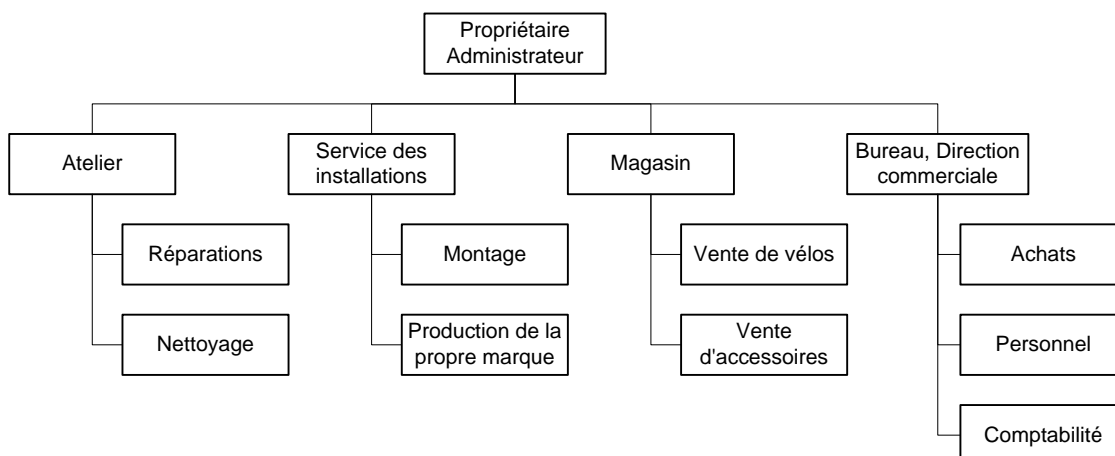 Propriétaire
Administrateur
Atelier
Service des
installations
Magasin
Bureau, Direction
commerciale
Réparations
Montage
Vente de vélos
Achats
Nettoyage
Production de la
propre marque
Vente
d'accessoires
Personnel
Comptabilité